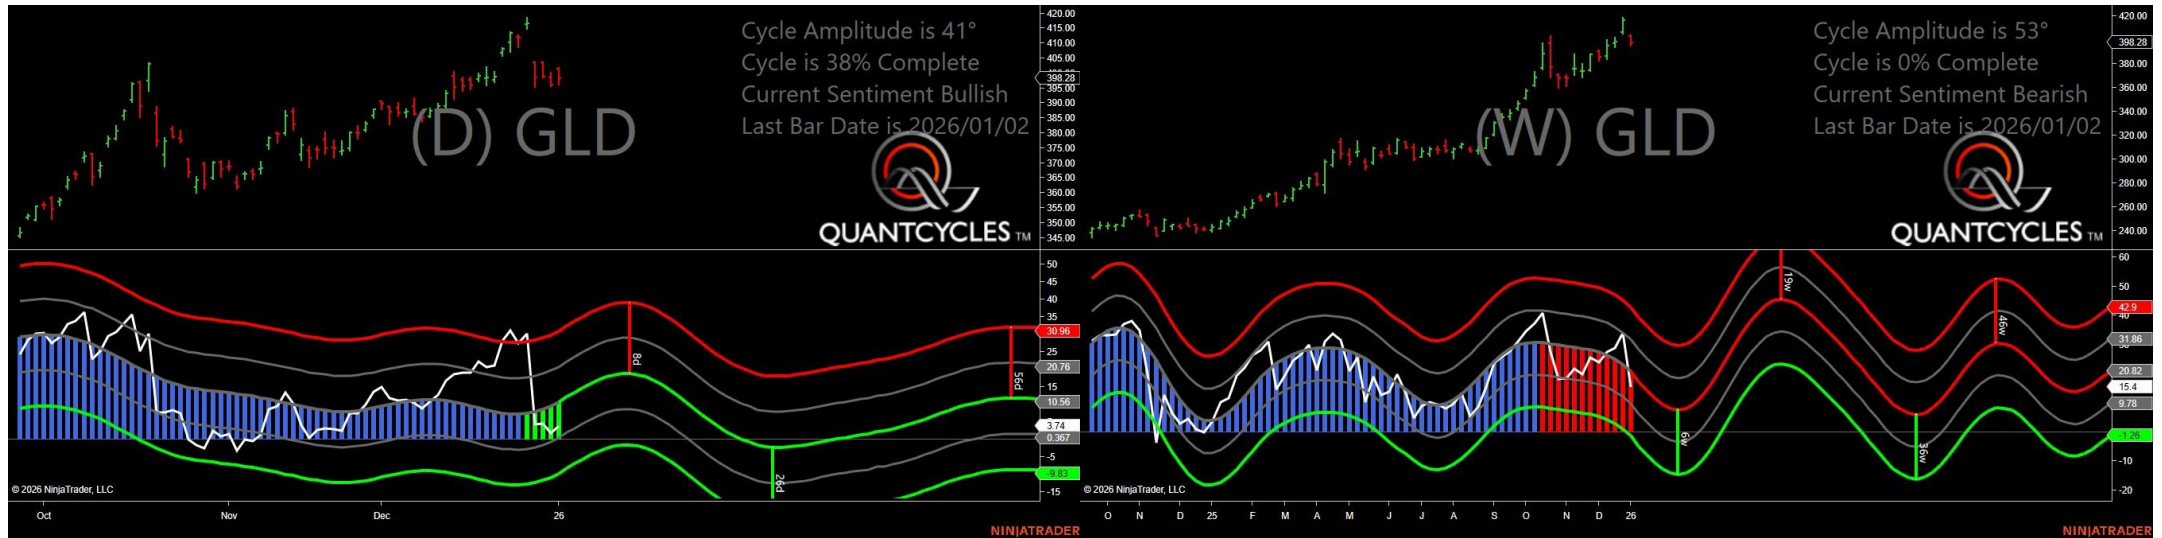 Cycle Amplitude is 41°
Cycle is 38% Complete
Current Sentiment Bullish
Last Bar Date is 2026/01/02
(D) GLD
QUANTCYCLES TM
420.00
415.00
410.00
405.00
398.28
395.00
390.00
385.00
380.00
375.00
370.00
365.00
360.00
355.00
350.00
345.00
50
45
40
35
30.96
25
20.76
15
10.56
3.74
0.367
-5
-9.83
-15
8d
26d
56d
© 2026 NinjaTrader, LLC
Oct
Nov
Dec
26
NINJATRADER
Cycle Amplitude is 53°
Cycle is 0% Complete
Current Sentiment Bearish
Last Bar Date is 2026/01/02
(W) GLD
QUANTCYCLES TM
420.00
398.28
380.00
360.00
340.00
320.00
300.00
280.00
260.00
240.00
60
50
42.9
40
31.86
20.82
15.4
9.78
-1.26
-10
-20
6w
19w
36w
46w
© 2026 NinjaTrader, LLC
O N D 25 F M A M J J A S O N D 26
NINJATRADER